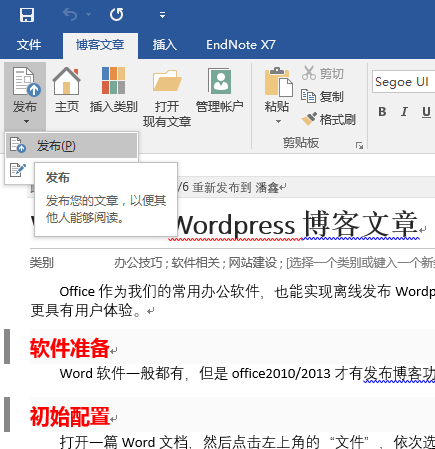 文件 博客文章 插入 EndNote X7
发布 主页 插入类别 打开 现有文章 管理帐户 粘贴 剪切 复制 格式刷 Segoe UI
B I U
剪贴板
发布(P)
发布
发布您的文章，以便其他人能够阅读。
/6 重新发布到 潘鑫
Wordpress 博客文章
类别 办公技巧 ; 软件相关 ; 网站建设 ; [选择一个类别或键入一个新
Office 作为我们的常用办公软件，也能实现离线发布 Wordp
更具有用户体验。
软件准备
Word 软件一般都有，但是 office2010/2013 才有发布博客功
初始配置
打开一篇 Word 文档，然后点击左上角的“文件”，依次选